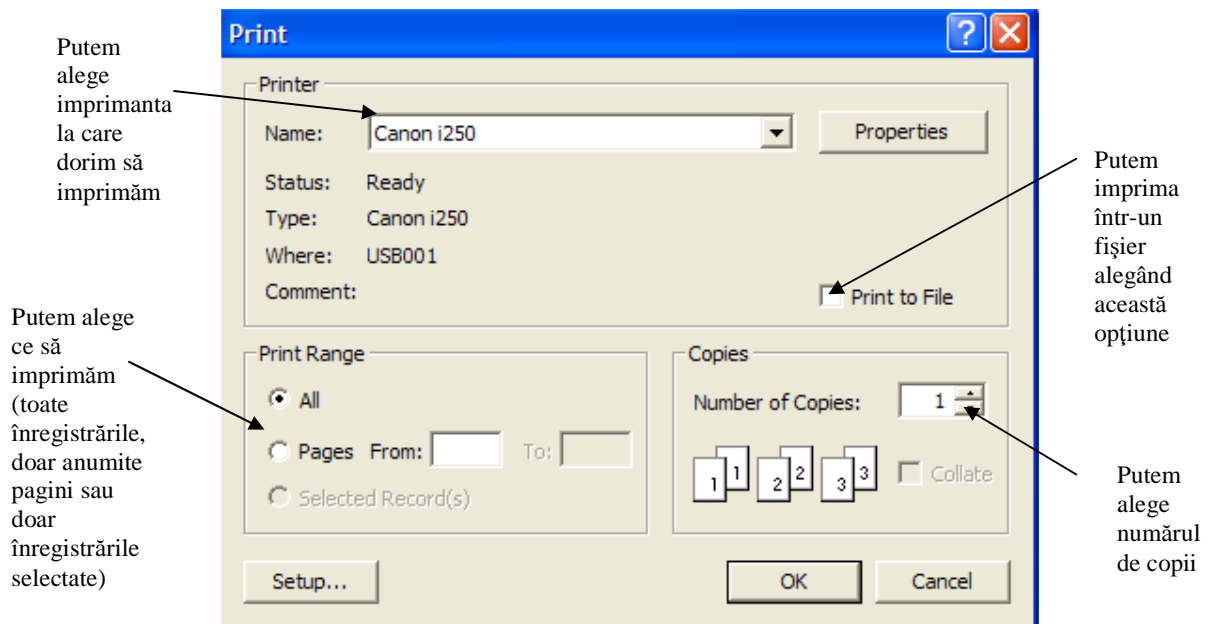 Putem
alege
imprimanta
la care
dorim să
imprimăm
Print
Printer
Name: Canon i250 Properties
Status: Ready
Type: Canon i250
Where: USB001
Comment:
Print to File
Putem
imprima
într-un
fişier
alegând
această
opţiune
Putem alege
ce să
imprimăm
(toate
înregistrările,
doar anumite
pagini sau
doar
înregistrările
selectate)
Print Range
All
Pages From: To:
Selected Record(s)
Copies
Number of Copies: 1
1 1 2 2 3 3 Collate
Putem
alege
numărul
de copii
Setup... OK Cancel